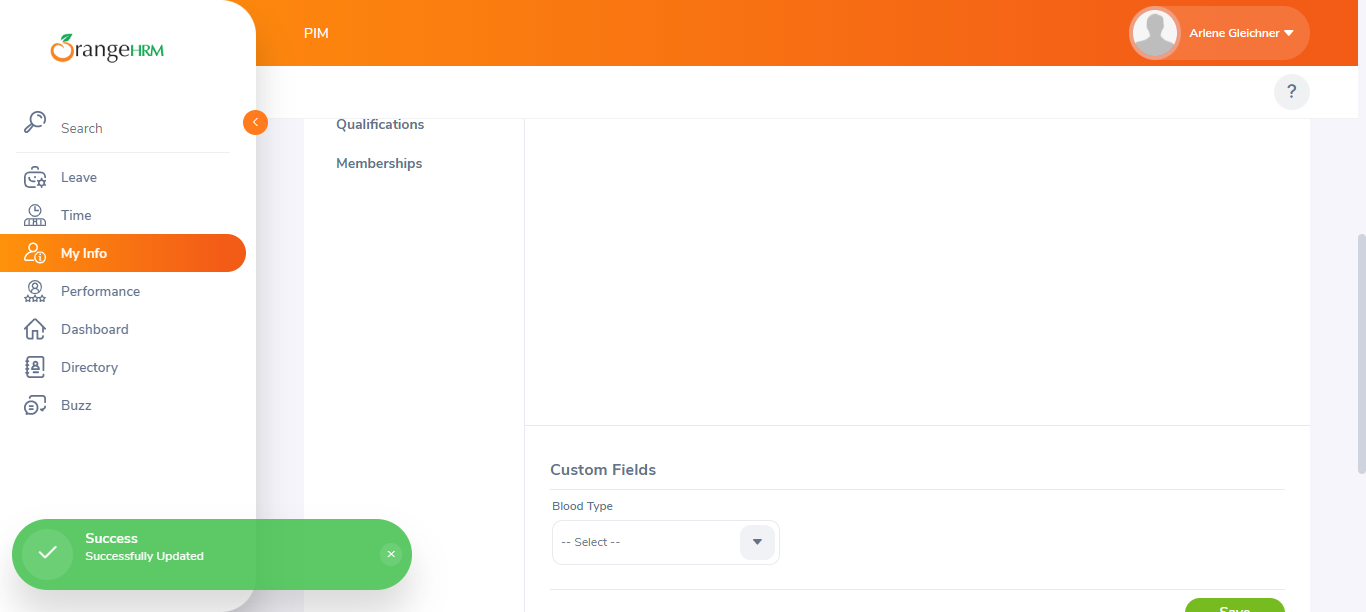 PIM
Arlene Gleichner
OrangeHRM
?
Search
Qualifications
Memberships
Leave
Time
My Info
Performance
Dashboard
Directory
Buzz
Custom Fields
Blood Type
-- Select --
Success
Successfully Updated
Save